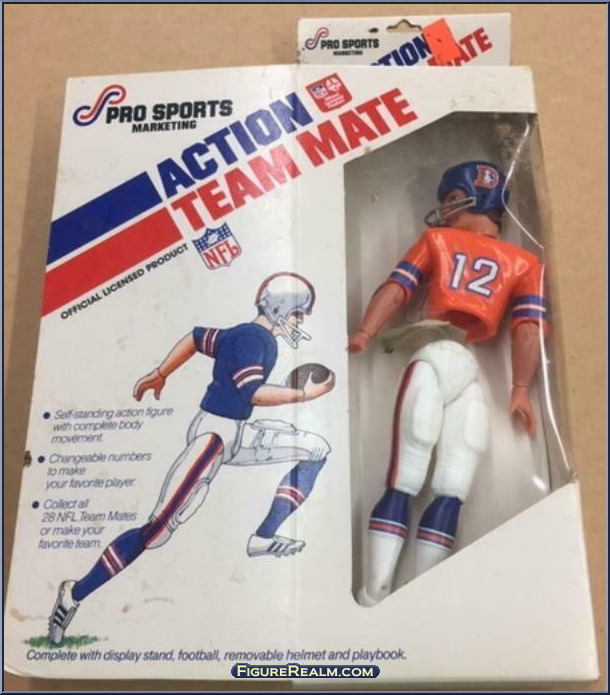 PRO SPORTS
MARKETING
ACTION
MATE
PRO SPORTS
MARKETING
ACTION
TEAM MATE
OFFICIAL LICENSED PRODUCT
NFL
12
• Self-standing action figure
with complete body
movement.
• Changeable numbers
to make
your favorite player.
• Collect all
28 NFL Team Mates
or make your
favorite team.
Complete with display stand, football, removable helmet and playbook.
FIGUREREALM.COM